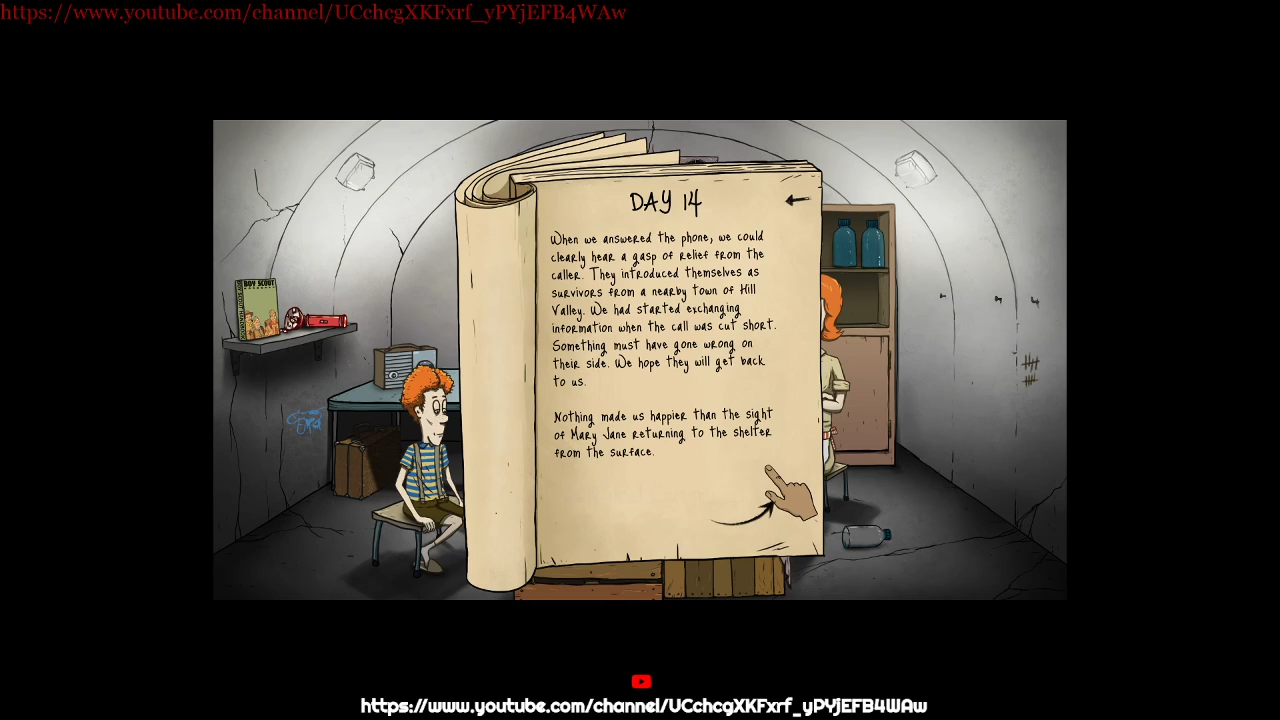 https://www.youtube.com/channel/UCchcgXKFxrf_yPYjEFB4WAw
DAY 14
When we answered the phone, we could
clearly hear a gasp of relief from the
caller. They introduced themselves as
survivors from a nearby town of Hill
Valley. We had started exchanging
information when the call was cut short.
Something must have gone wrong on
their side. We hope they will get back
to us.
Nothing made us happier than the sight
of Mary Jane returning to the shelter
from the surface.
BOY SCOUT
https://www.youtube.com/channel/UCchcgXKFxrf_yPYjEFB4WAw